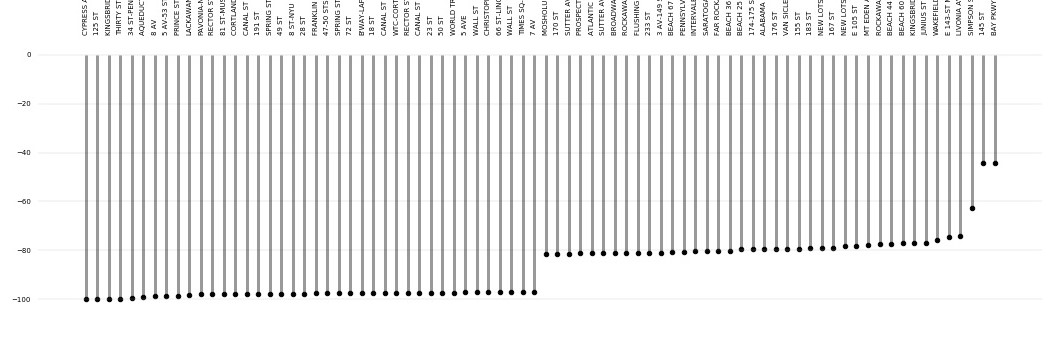 CYPRESS A
125 ST
KINGSBRID
THIRTY ST
34 ST-PEN
AQUEDUC
8 AV
5 AV-53 ST
PRINCE ST
LACKAWAN
PAVONIA-N
RECTOR S
81 ST-MUS
CORTLAND
CANAL ST
191 ST
SPRING ST
49 ST
8 ST-NYU
28 ST
FRANKLIN
47-50 STS
SPRING ST
72 ST
B'WAY-LAF
18 ST
CANAL ST
WTC-CORT
RECTOR S
CANAL ST
23 ST
50 ST
WORLD TR
5 AVE
WALL ST
CHRISTOP
66 ST-LINC
WALL ST
TIMES SQ-
7 AV
MOSHOLU
170 ST
SUTTER AV
PROSPECT
ATLANTIC
SUTTER AV
BROADWA
ROCKAWA
FLUSHING
233 ST
3 AV-149
BEACH 67
PENNSYLV
INTERVALE
SARATOGA
FAR ROCK
BEACH 36
BEACH 25
174-175 S
ALABAMA
176 ST
VAN SICLE
155 ST
183 ST
NEW LOTS
167 ST
NEW LOTS
E 105 ST
MT EDEN A
ROCKAWA
BEACH 44
BEACH 60
KINGSBRID
JUNIUS ST
WAKEFIEL
E 143-ST M
LIVONIA AV
SIMPSON S
145 ST
BAY PKWY
0
−20
−40
−60
−80
−100